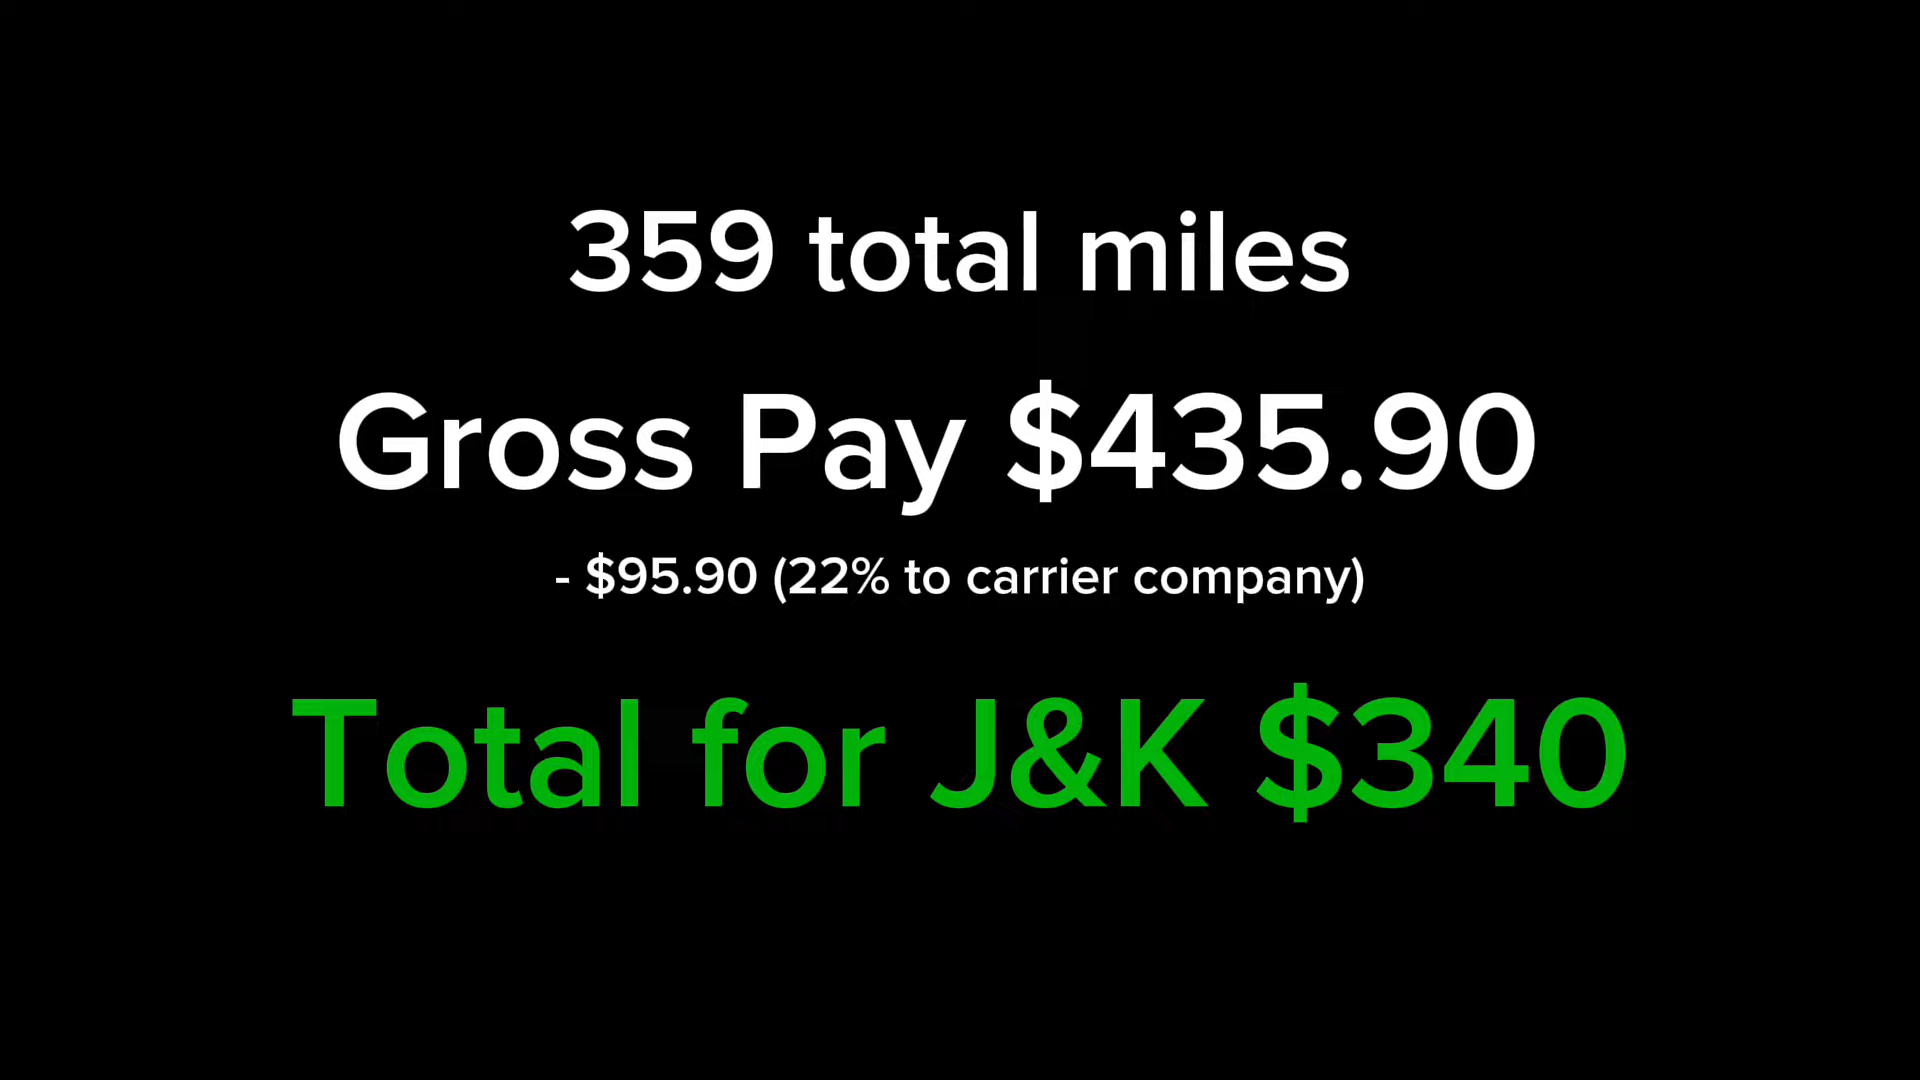 359 total miles
Gross Pay $435.90
- $95.90 (22% to carrier company)
Total for J&K $340